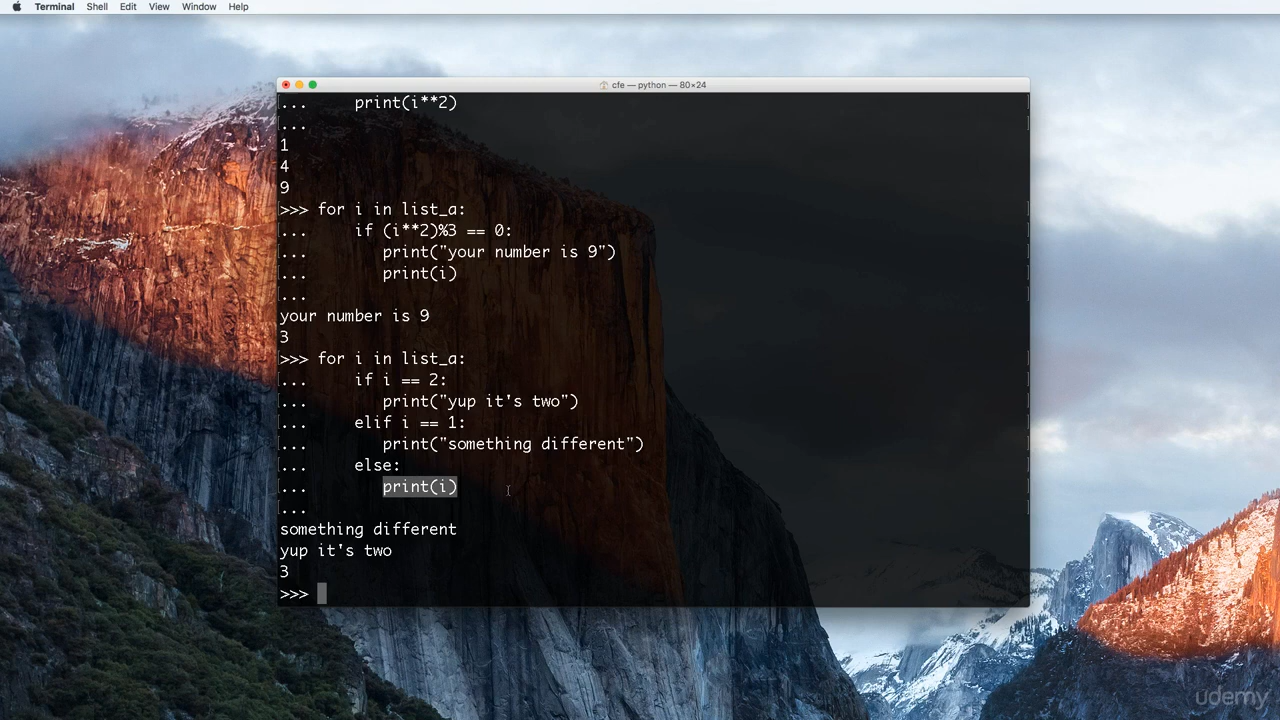 Terminal Shell Edit View Window Help
cfe — python — 80×24
... print(i**2)
...
1
4
9
>>> for i in list_a:
... if (i**2)%3 == 0:
... print("your number is 9")
... print(i)
...
your number is 9
3
>>> for i in list_a:
... if i == 2:
... print("yup it's two")
... elif i == 1:
... print("something different")
... else:
... print(i)
...
something different
yup it's two
3
>>>
udemy